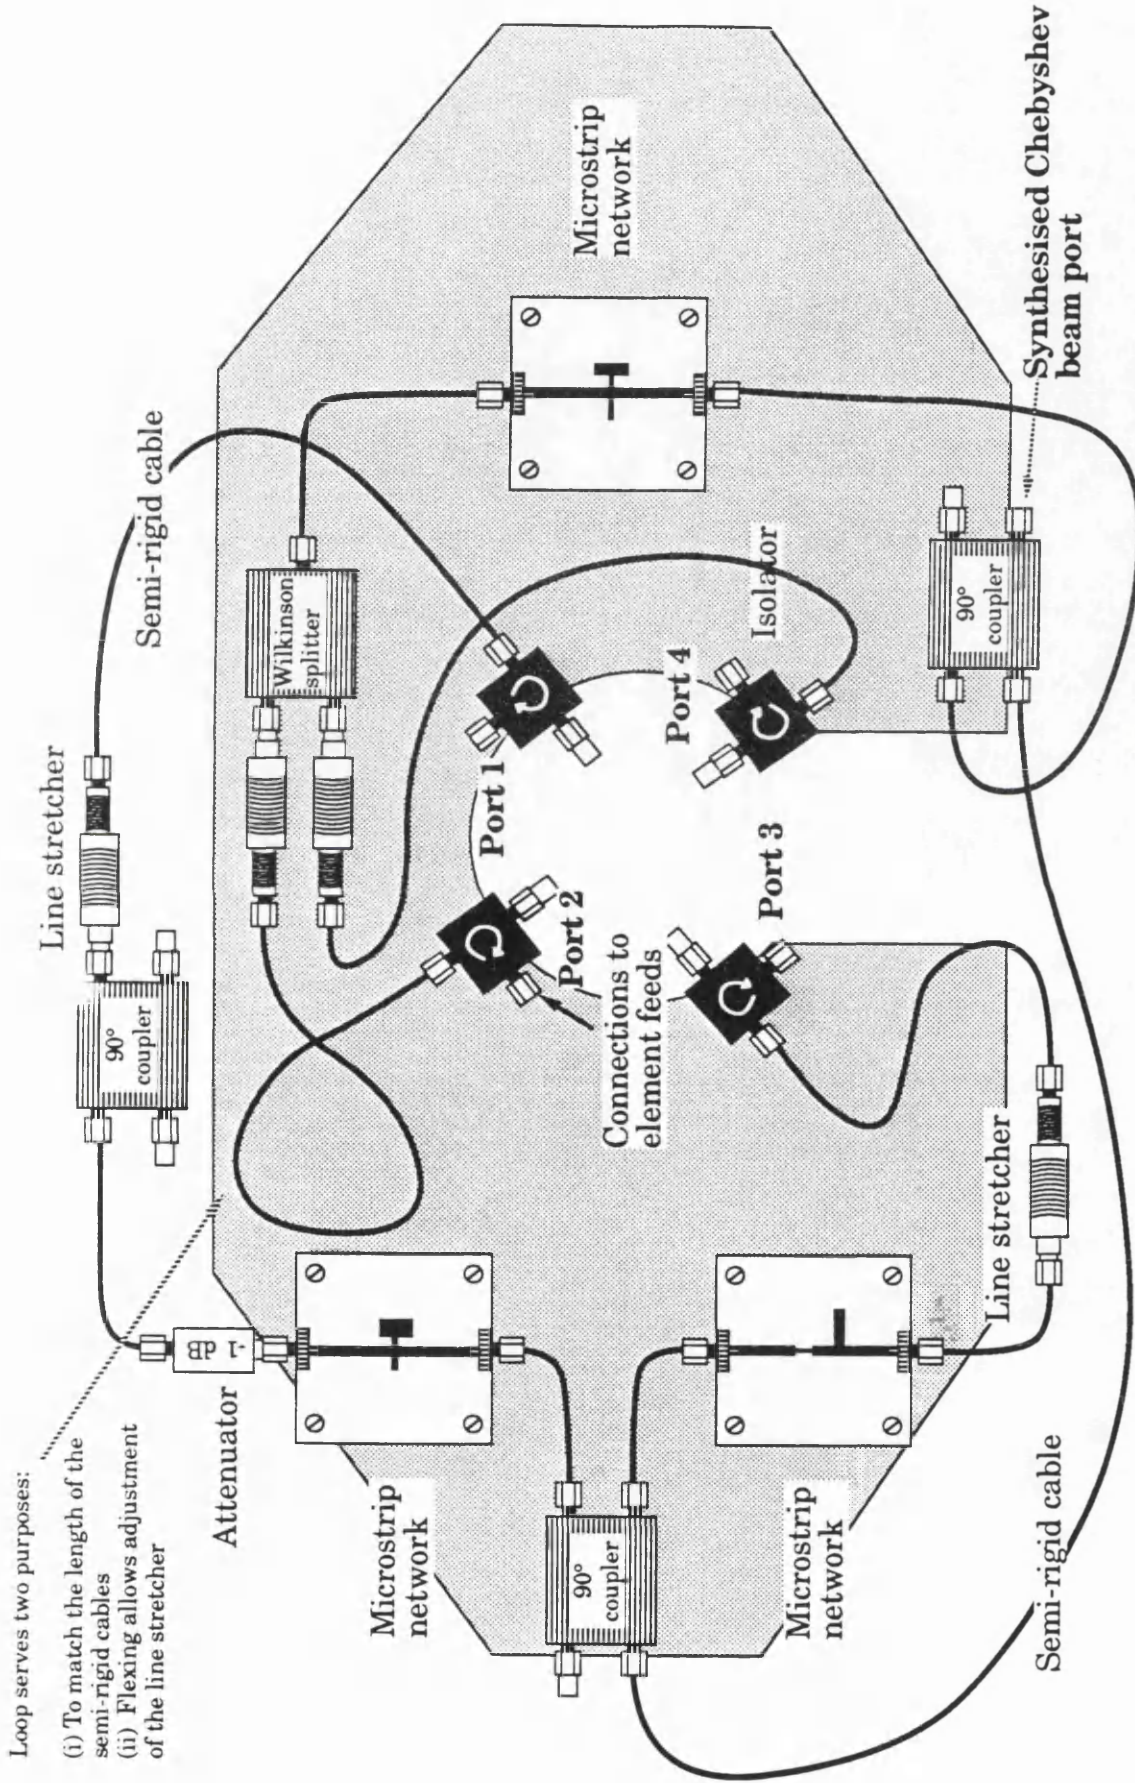 Loop serves two purposes:
(i) To match the length of the
semi-rigid cables
(ii) Flexing allows adjustment
of the line stretcher
Attenuator
-1 dB
Line stretcher
90°
coupler
Semi-rigid cable
Wilkinson
splitter
Microstrip
network
Port 1
Port 2
Connections to
element feeds
Port 4
Isolator
Port 3
Microstrip
network
90°
coupler
Microstrip
network
Line stretcher
Semi-rigid cable
90°
coupler
Synthesised Chebyshev
beam port